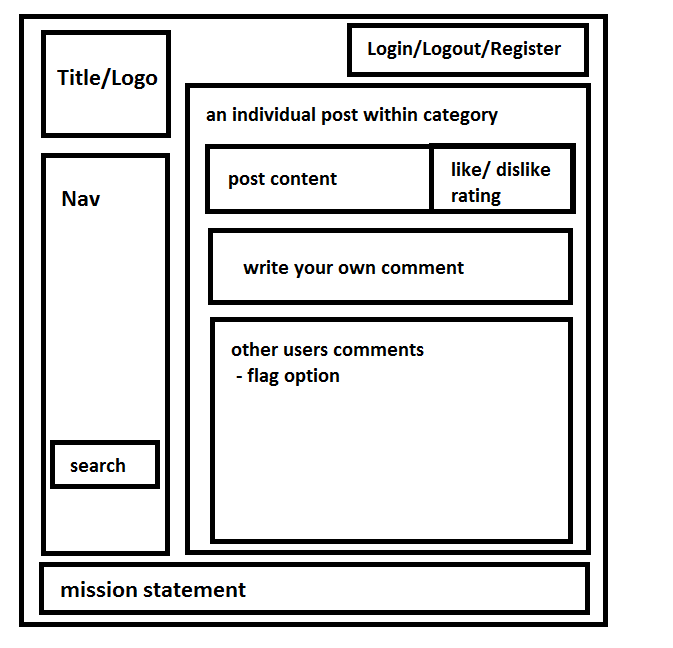 Title/Logo
Login/Logout/Register
Nav
search
an individual post within category
post content
like/ dislike
rating
write your own comment
other users comments
- flag option
mission statement